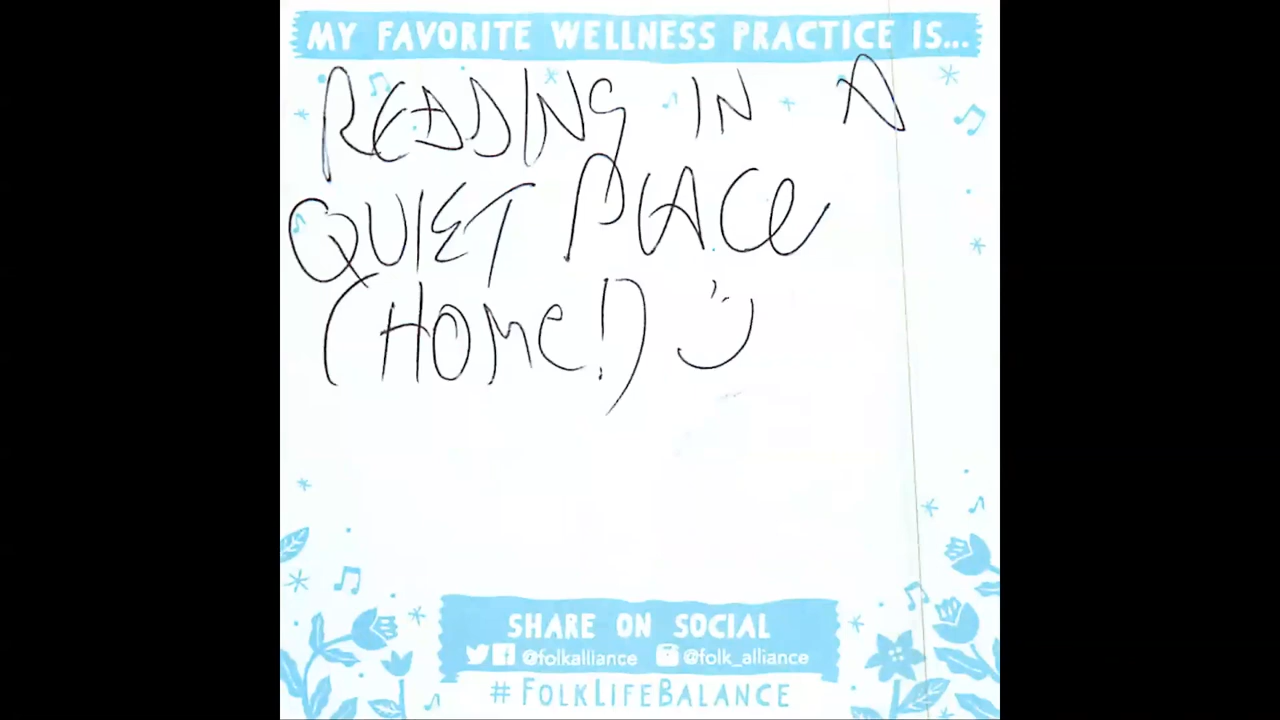 MY FAVORITE WELLNESS PRACTICE IS...
READING IN A
QUIET PLACE
(HOME!) :)
SHARE ON SOCIAL
@folkalliance @folk_alliance
#FOLKLIFEBALANCE